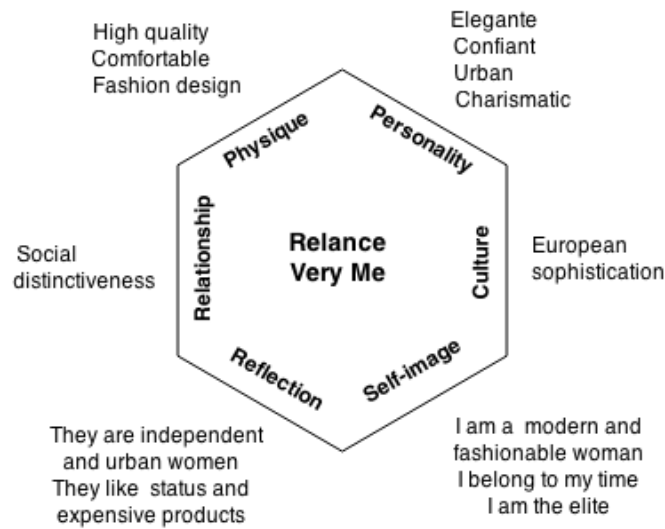 High quality
Comfortable
Fashion design
Elegante
Confiant
Urban
Charismatic
Physique
Personality
Relationship
Relance
Very Me
Culture
Social
distinctiveness
European
sophistication
Reflection
Self-image
They are independent
and urban women
They like status and
expensive products
I am a modern and
fashionable woman
I belong to my time
I am the elite